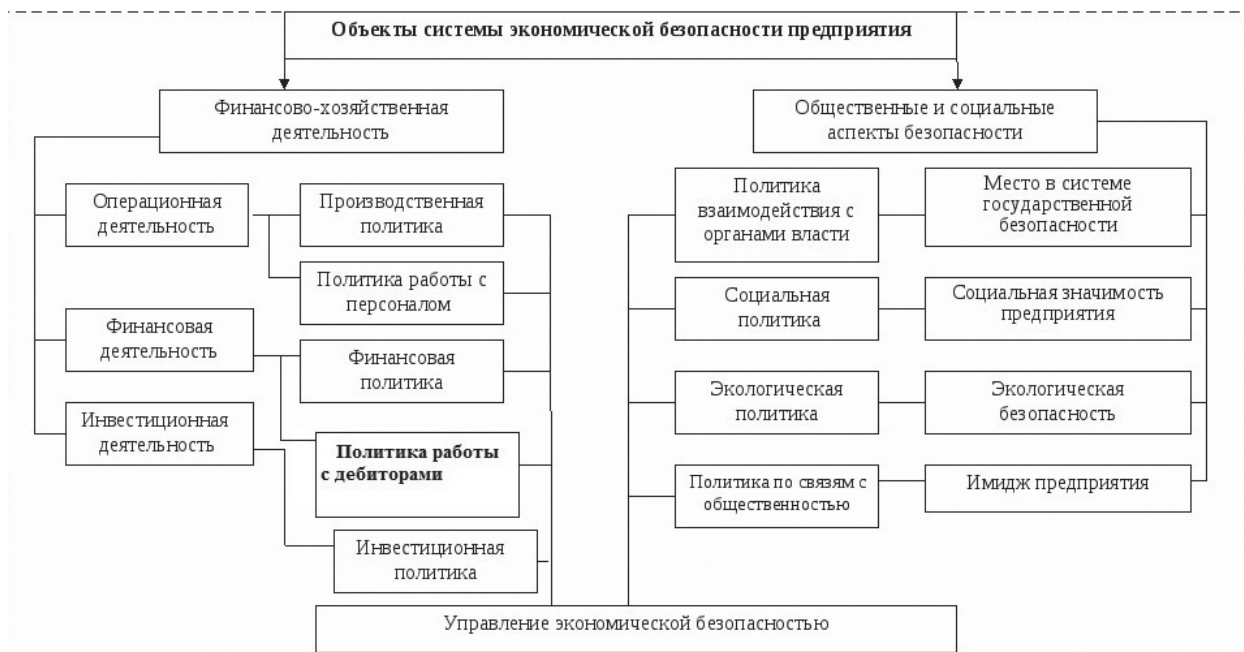 Объекты системы экономической безопасности предприятия
Финансово-хозяйственная
деятельность
Общественные и социальные
аспекты безопасности
Операционная
деятельность
Производственная
политика
Политика работы с
персоналом
Финансовая
деятельность
Финансовая
политика
Инвестиционная
деятельность
Политика работы
с дебиторами
Инвестиционная
политика
Политика
взаимодействия с
органами власти
Место в системе
государственной
безопасности
Социальная
политика
Социальная значимость
предприятия
Экологическая
политика
Экологическая
безопасность
Политика по связям с
общественностью
Имидж предприятия
Управление экономической безопасностью